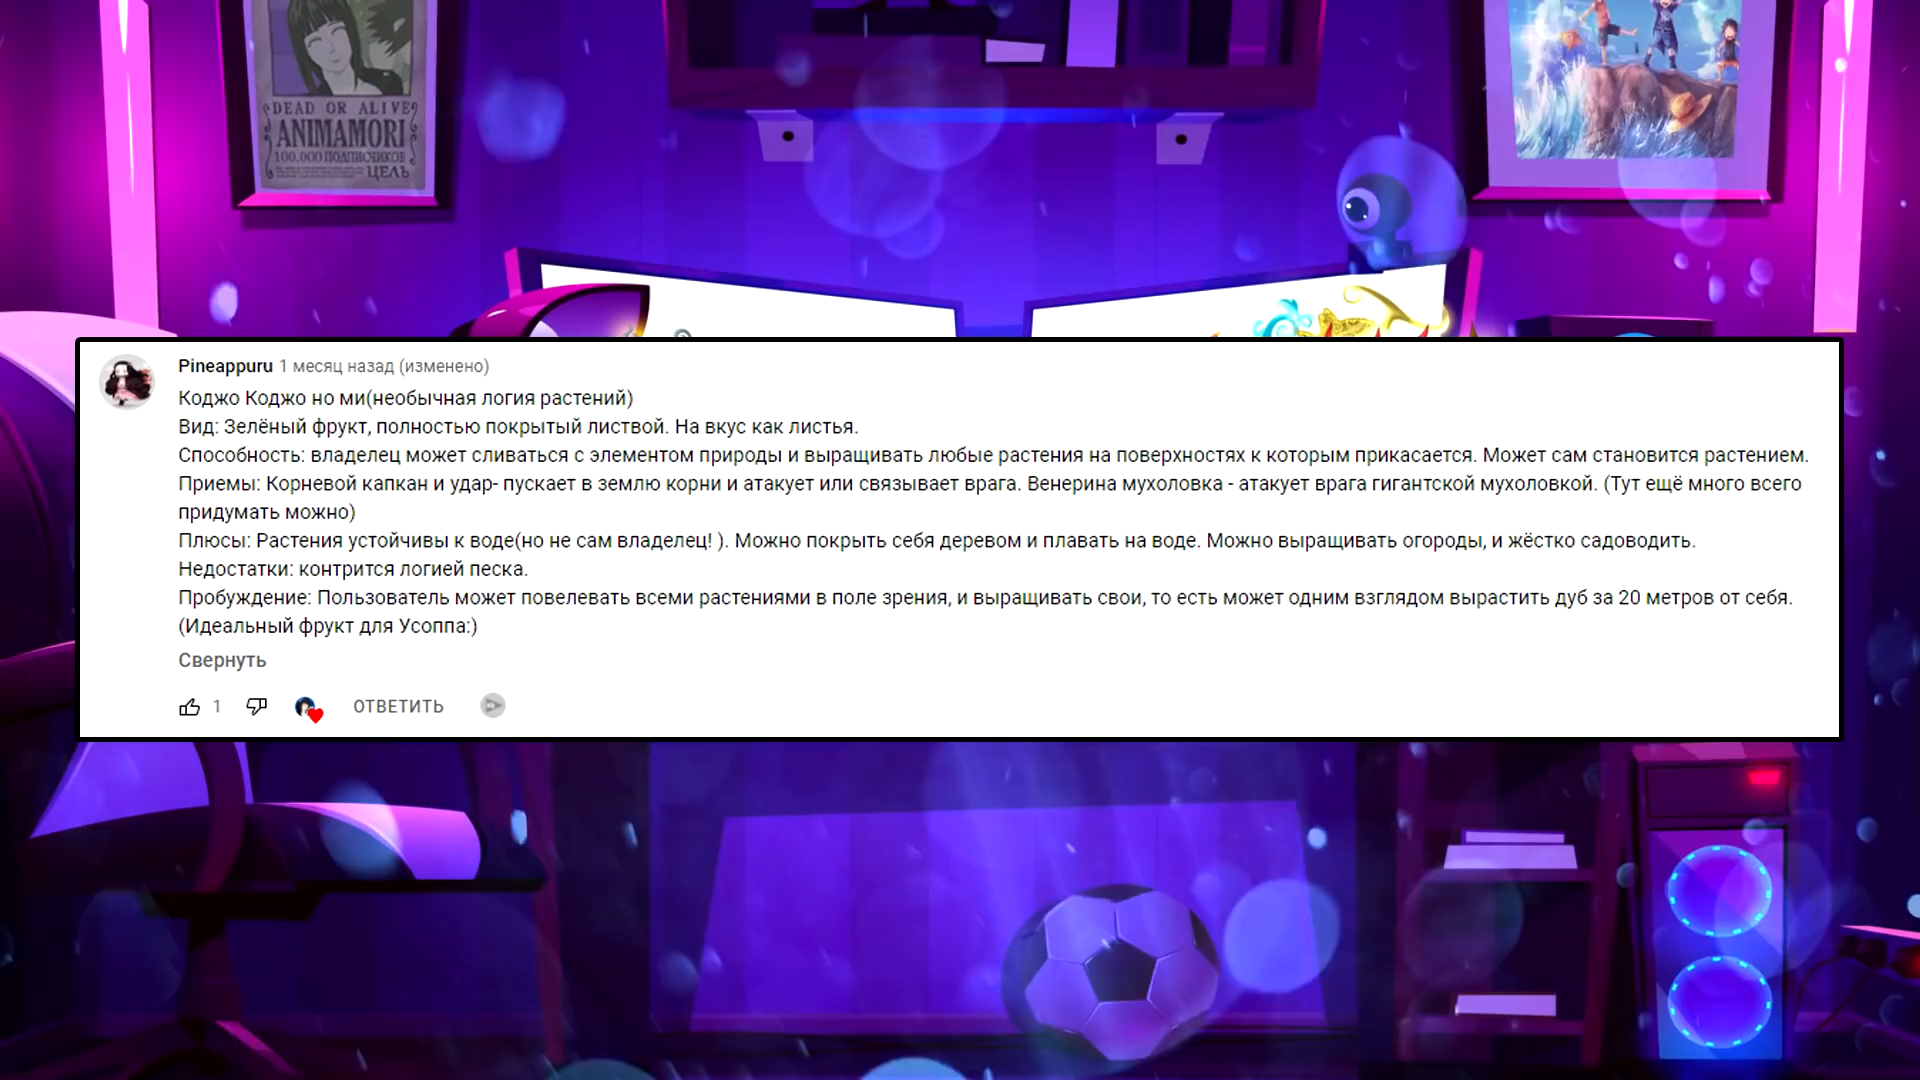 DEAD OR ALIVE
ANIMAMORI
100.000 ПОДПИСЧИКОВ
ЦЕЛЬ
Pineappuru 1 месяц назад (изменено)
Коджо Коджо но ми(необычная логия растений)
Вид: Зелёный фрукт, полностью покрытый листвой. На вкус как листья.
Способность: владелец может сливаться с элементом природы и выращивать любые растения на поверхностях к которым прикасается. Может сам становится растением.
Приемы: Корневой капкан и удар- пускает в землю корни и атакует или связывает врага. Венерина мухоловка - атакует врага гигантской мухоловкой. (Тут ещё много всего
придумать можно)
Плюсы: Растения устойчивы к воде(но не сам владелец! ). Можно покрыть себя деревом и плавать на воде. Можно выращивать огороды, и жёстко садоводить.
Недостатки: контрится логией песка.
Пробуждение: Пользователь может повелевать всеми растениями в поле зрения, и выращивать свои, то есть может одним взглядом вырастить дуб за 20 метров от себя.
(Идеальный фрукт для Усоппа:)
Свернуть
1 ОТВЕТИТЬ